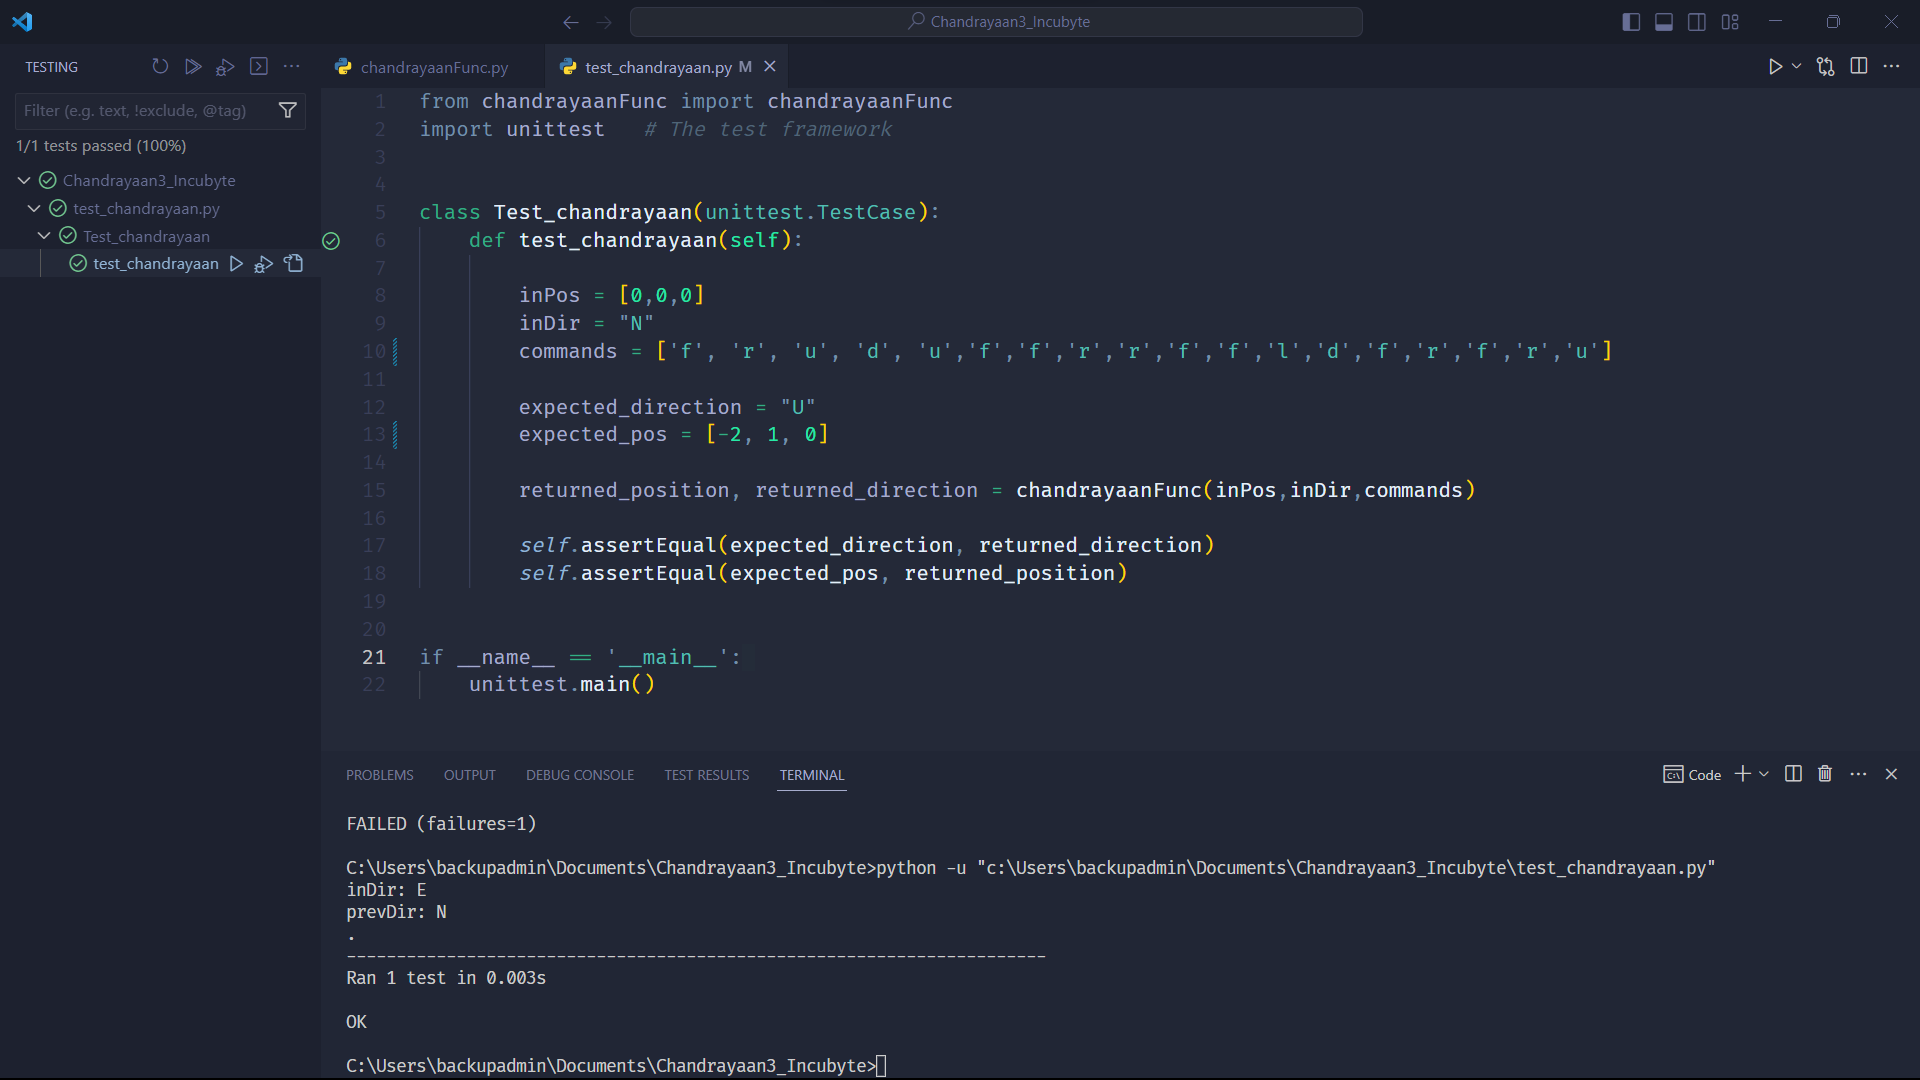 Chandrayaan3_Incubyte
TESTING
Filter (e.g. text, !exclude, @tag)
1/1 tests passed (100%)
Chandrayaan3_Incubyte
test_chandrayaan.py
Test_chandrayaan
test_chandrayaan
chandrayaanFunc.py
test_chandrayaan.py M
1 from chandrayaanFunc import chandrayaanFunc
2 import unittest   # The test framework
3
4
5 class Test_chandrayaan(unittest.TestCase):
6     def test_chandrayaan(self):
7
8         inPos = [0,0,0]
9         inDir = "N"
10         commands = ['f', 'r', 'u', 'd', 'u','f','f','r','r','f','f','l','d','f','r','f','r','u']
11
12         expected_direction = "U"
13         expected_pos = [-2, 1, 0]
14
15         returned_position, returned_direction = chandrayaanFunc(inPos,inDir,commands)
16
17         self.assertEqual(expected_direction, returned_direction)
18         self.assertEqual(expected_pos, returned_position)
19
20
21 if __name__ == '__main__':
22     unittest.main()
PROBLEMS OUTPUT DEBUG CONSOLE TEST RESULTS TERMINAL
Code
FAILED (failures=1)
C:\Users\backupadmin\Documents\Chandrayaan3_Incubyte>python -u "c:\Users\backupadmin\Documents\Chandrayaan3_Incubyte\test_chandrayaan.py"
inDir: E
prevDir: N
.
----------------------------------------------------------------------
Ran 1 test in 0.003s
OK
C:\Users\backupadmin\Documents\Chandrayaan3_Incubyte>